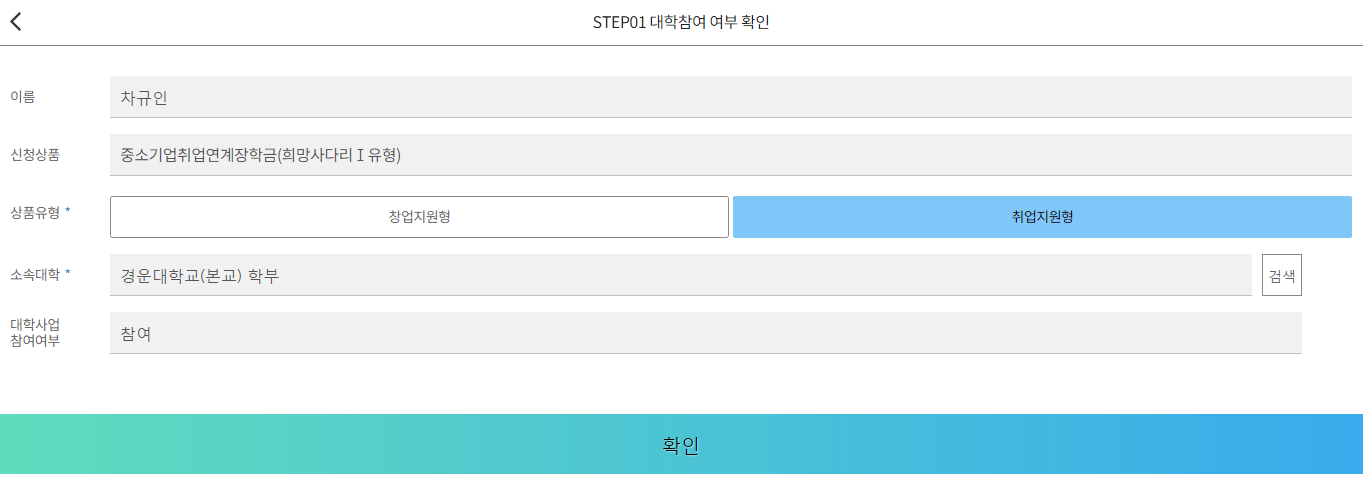 STEP01 대학참여 여부 확인
이름
차규인
신청상품
중소기업취업연계장학금(희망사다리Ⅰ유형)
상품유형 *
창업지원형
취업지원형
소속대학 *
경운대학교(본교) 학부
검색
대학사업
참여여부
참여
확인